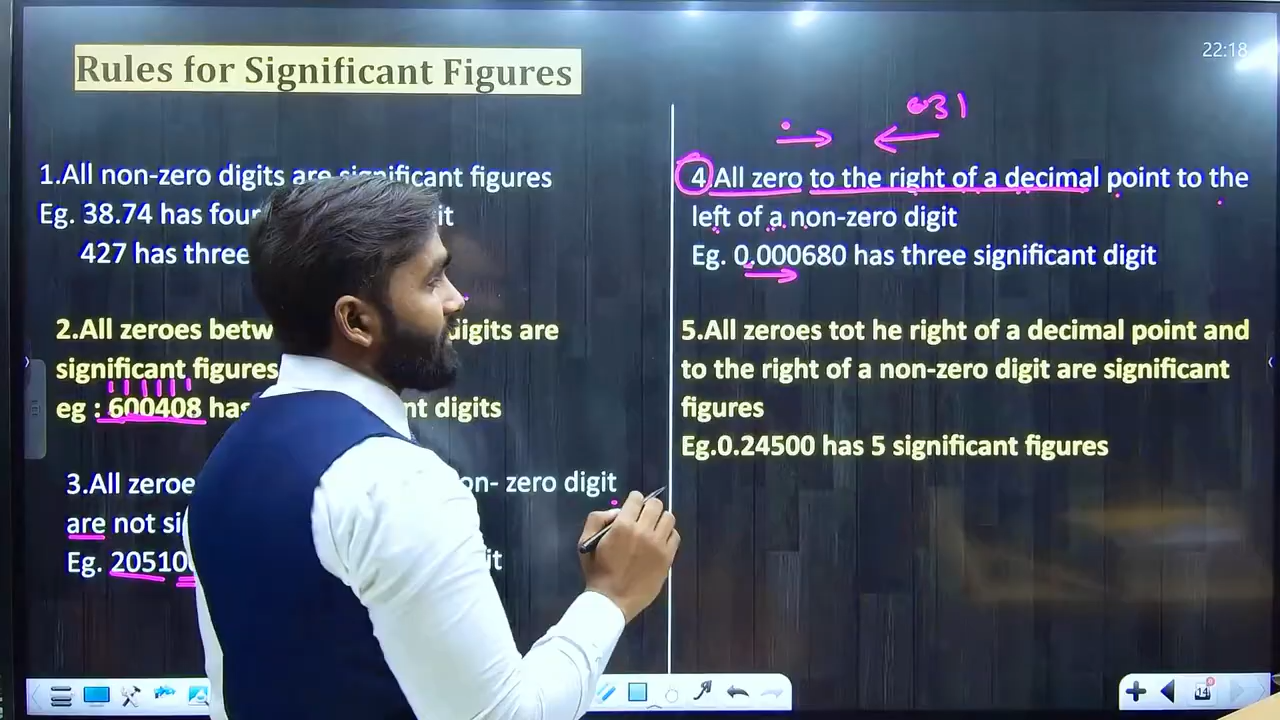 Rules for Significant Figures
22:18
1.All non-zero digits are significant figures
Eg. 38.74 has four it
427 has three
2.All zeroes betw digits are
significant figures
eg : 600408 has nt digits
3.All zeroe on- zero digit
are not si
Eg. 20510 it
031
4.All zero to the right of a decimal point to the
left of a non-zero digit
Eg. 0.000680 has three significant digit
5.All zeroes tot he right of a decimal point and
to the right of a non-zero digit are significant
figures
Eg.0.24500 has 5 significant figures
14